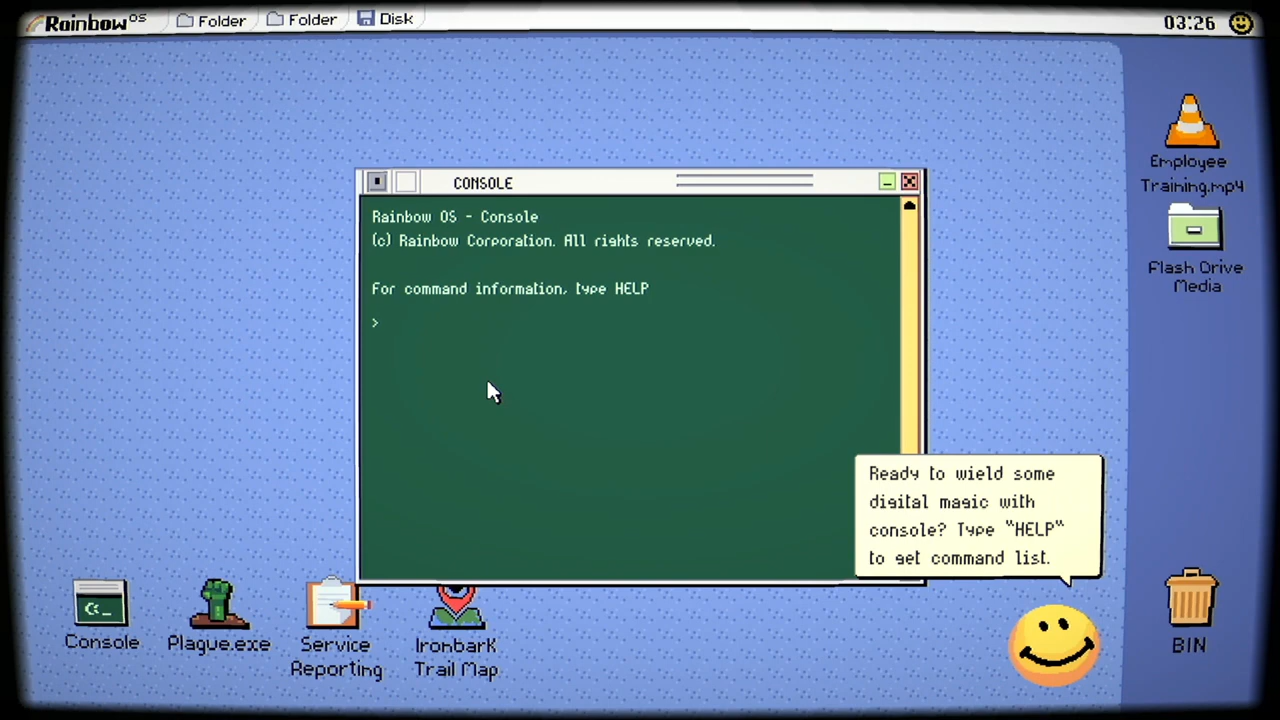 RainbowOS
Folder
Folder
Disk
03:26
Employee
Training.mp4
Flash Drive
Media
CONSOLE
Rainbow OS - Console
(c) Rainbow Corporation. All rights reserved.
For command information, type HELP
>
Ready to wield some
digital magic with
console? Type "HELP"
to get command list.
Console
Plague.exe
Service
Reporting
Ironbark
Trail Map
BIN